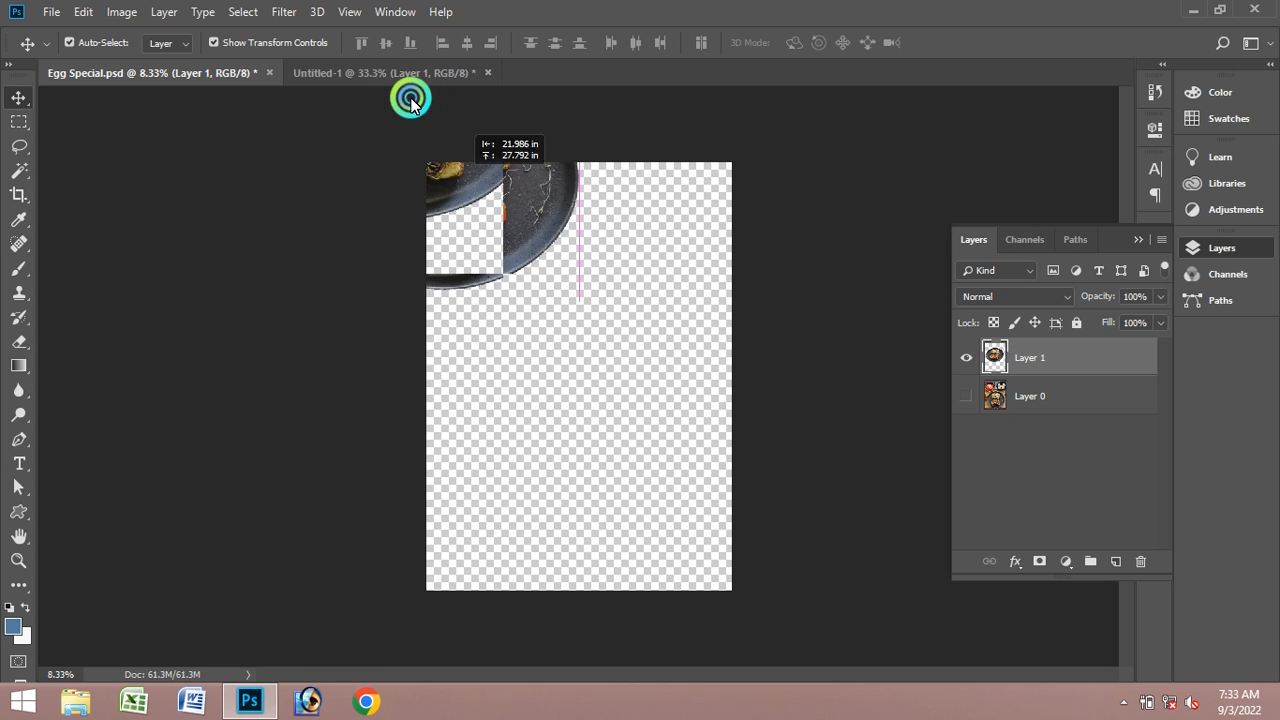 Ps File Edit Image Layer Type Select Filter 3D View Window Help
Auto-Select: Layer Show Transform Controls 3D Mode:
Egg Special.psd @ 8.33% (Layer 1, RGB/8) * × Untitled-1 @ 33.3% (Layer 1, RGB/8) * ×
21.986 in
27.792 in
Color
Swatches
Learn
Libraries
Adjustments
Layers
Channels
Paths
Layers Channels Paths
Kind
Normal Opacity: 100%
Lock: Fill: 100%
Layer 1
Layer 0
8.33% Doc: 61.3M/61.3M
Ps
7:33 AM
9/3/2022